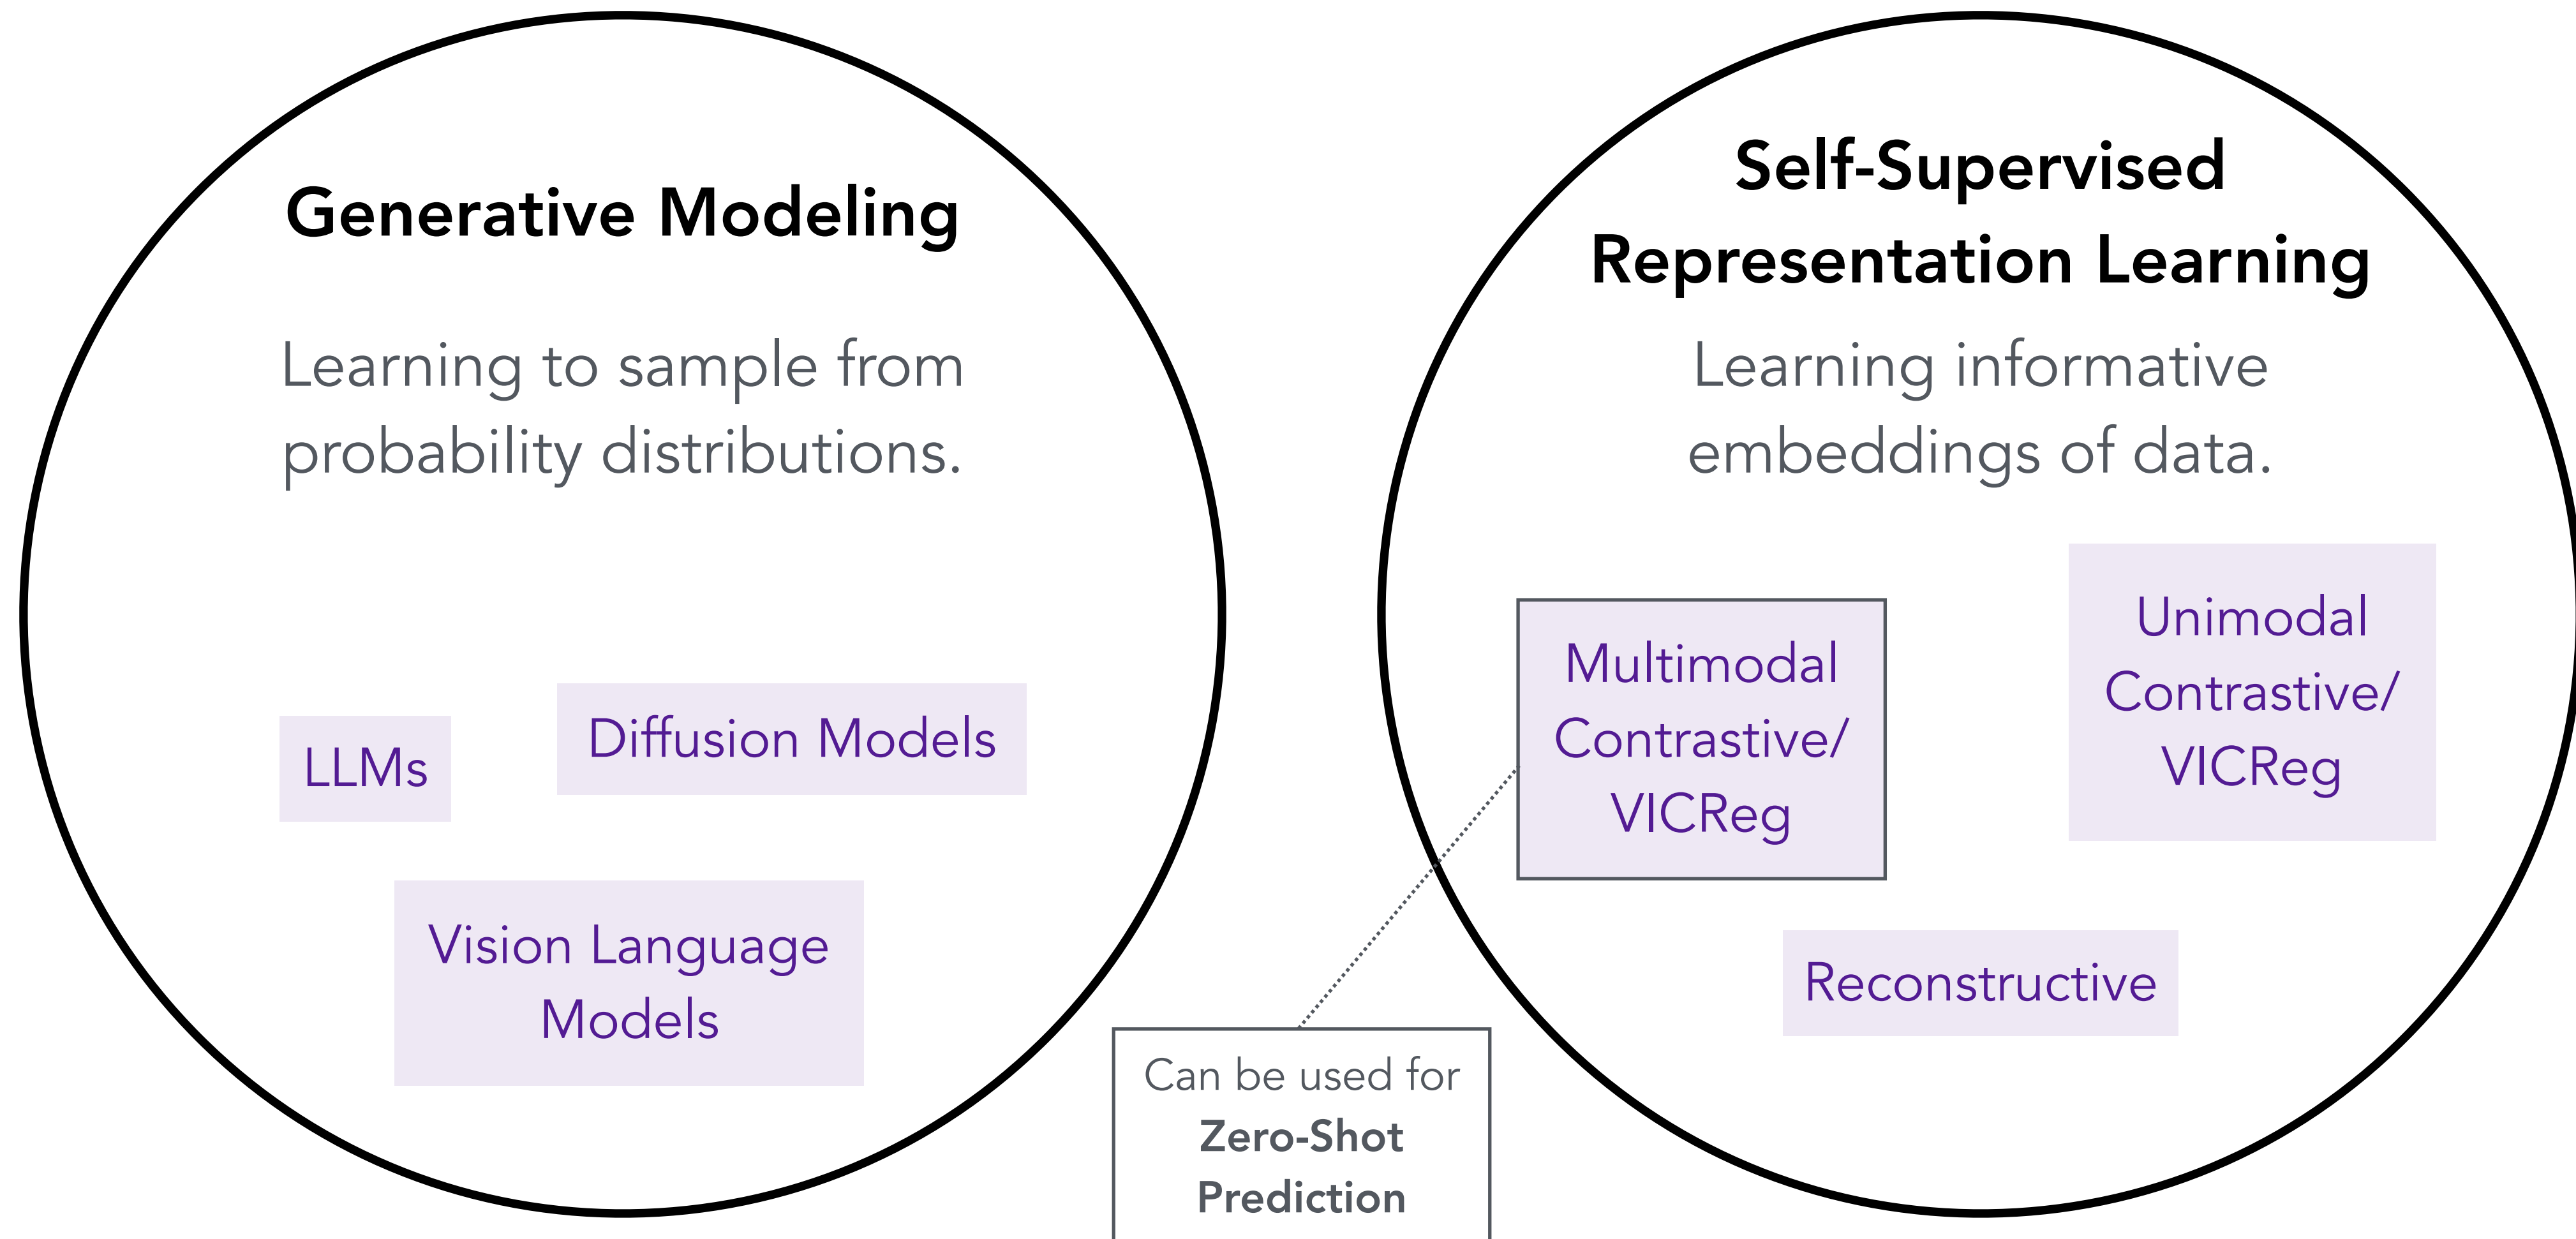 Generative Modeling
Learning to sample from
probability distributions.
LLMs
Diffusion Models
Vision Language
Models
Self-Supervised
Representation Learning
Learning informative
embeddings of data.
Multimodal
Contrastive/
VICReg
Unimodal
Contrastive/
VICReg
Reconstructive
Can be used for
Zero-Shot
Prediction